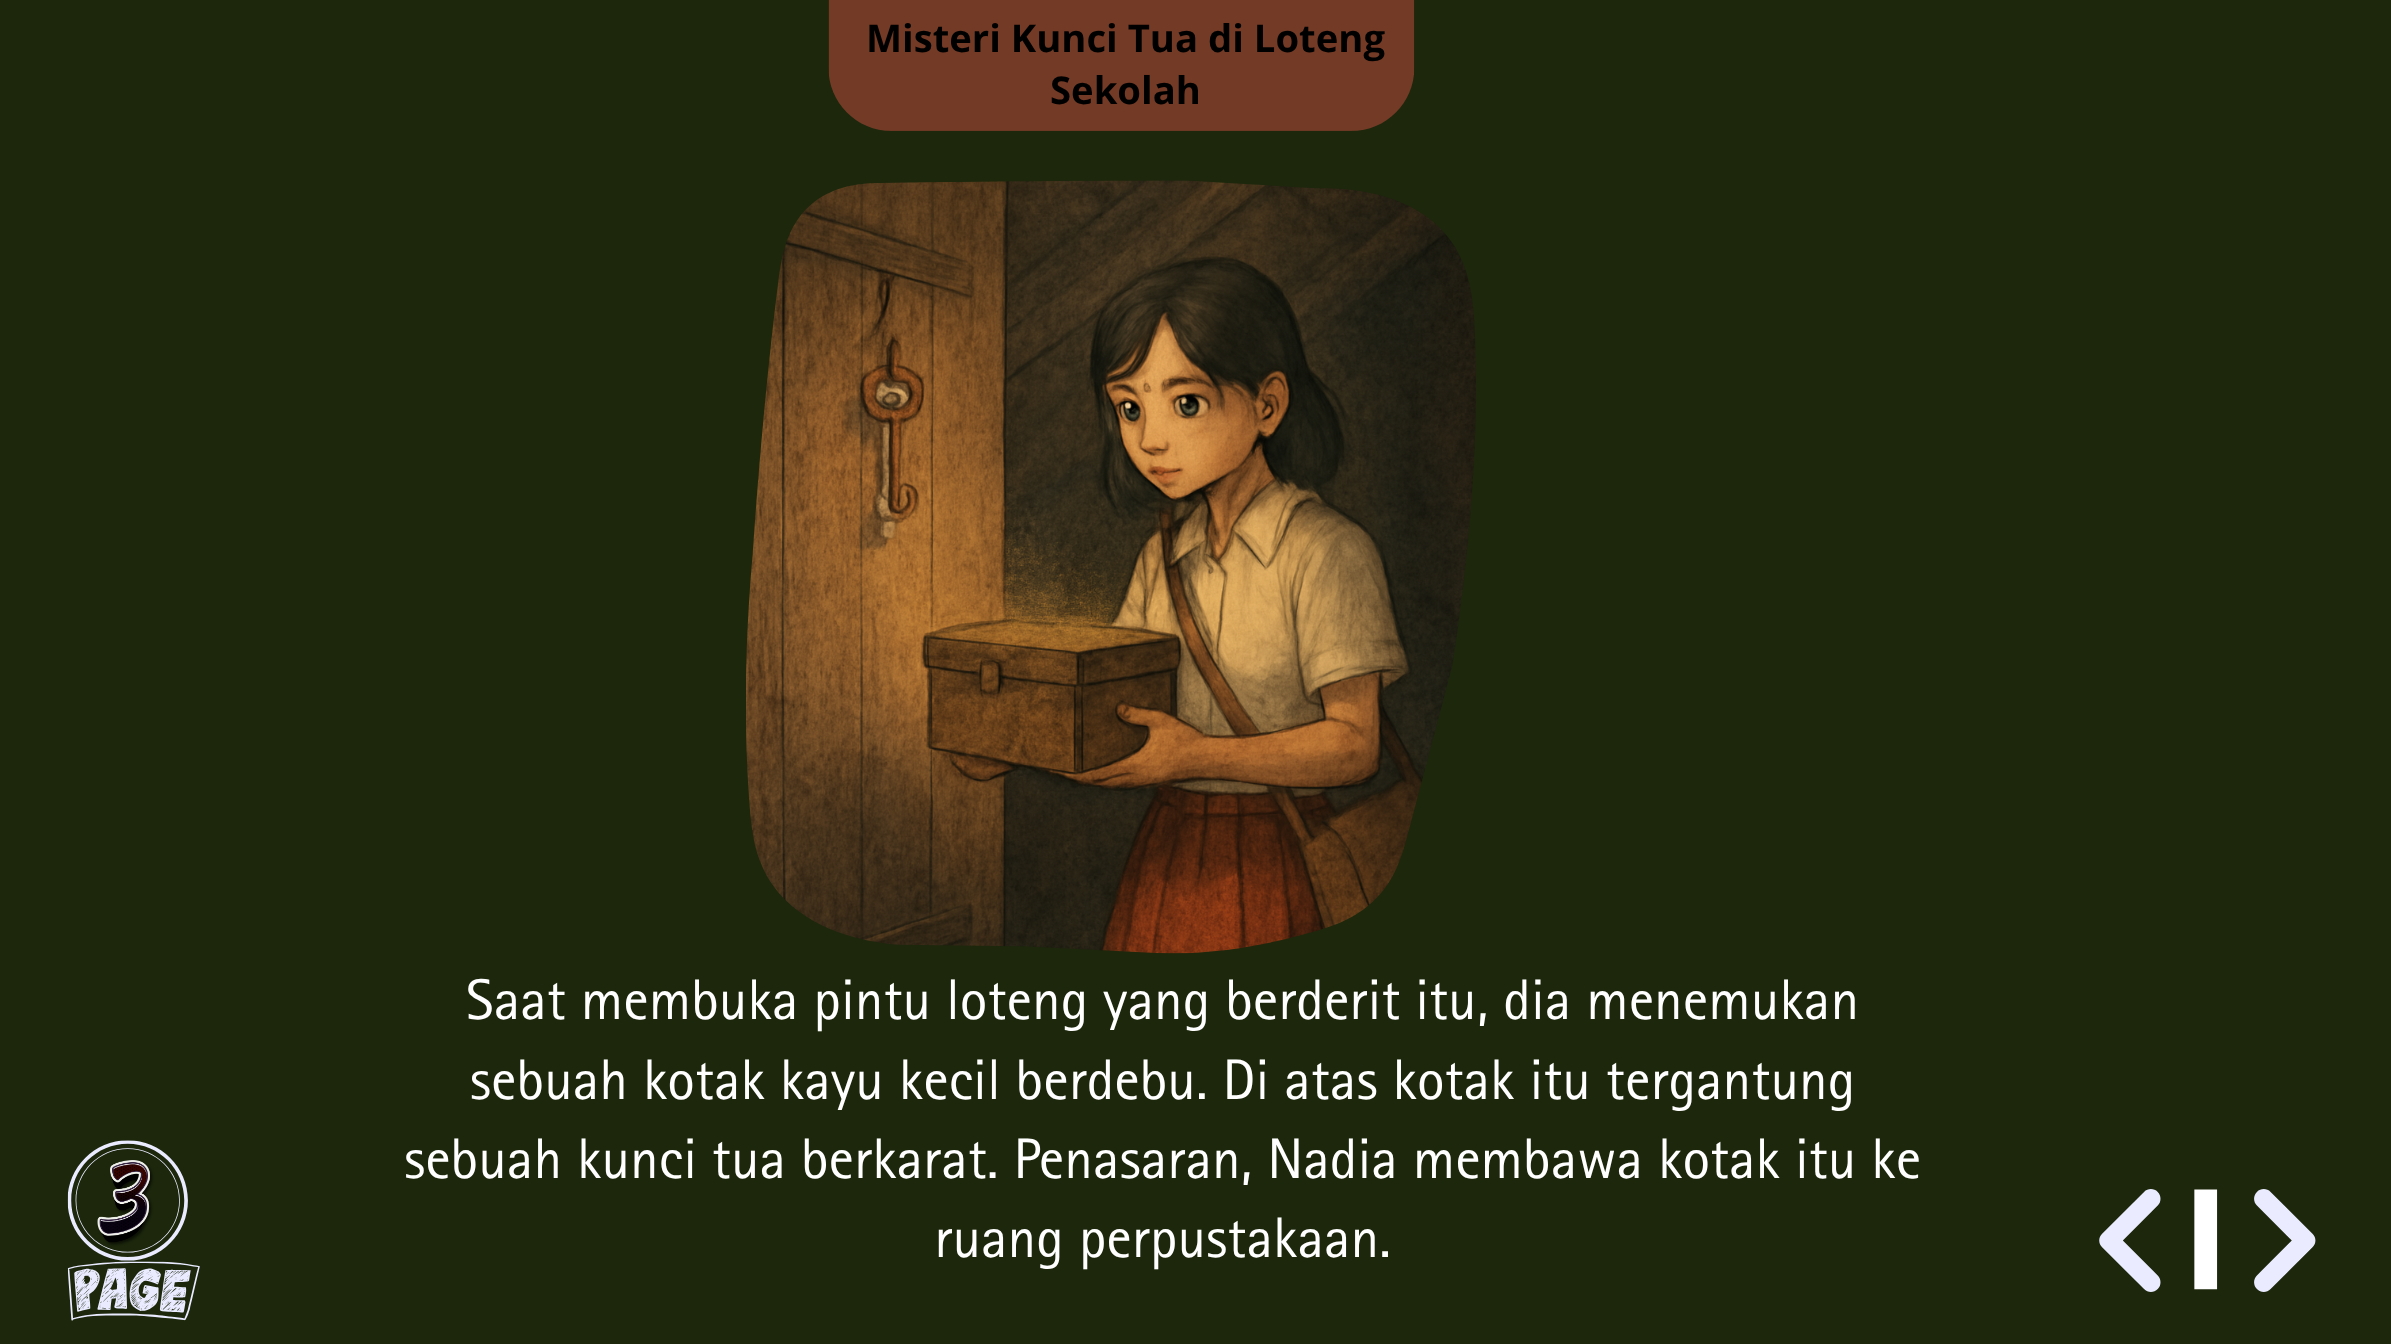 Misteri Kunci Tua di Loteng
Sekolah
Saat membuka pintu loteng yang berderit itu, dia menemukan
sebuah kotak kayu kecil berdebu. Di atas kotak itu tergantung
sebuah kunci tua berkarat. Penasaran, Nadia membawa kotak itu ke
ruang perpustakaan.
3
PAGE